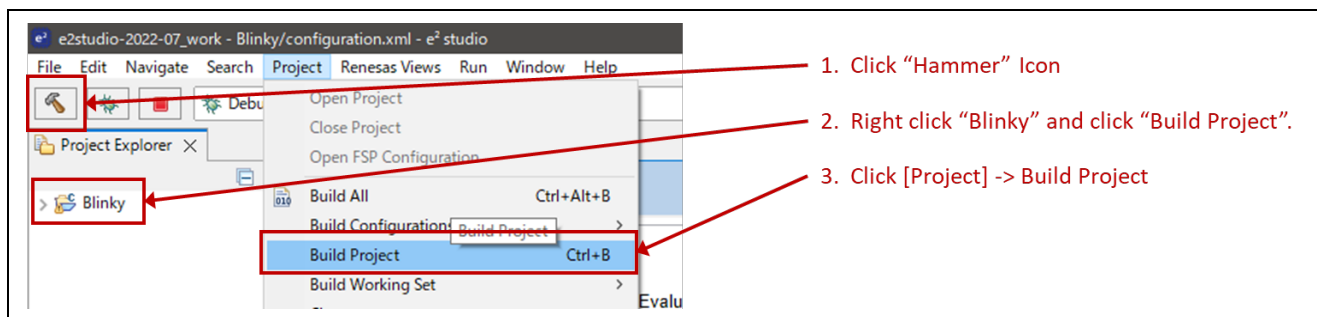 e2studio-2022-07_work - Blinky/configuration.xml - e² studio
File Edit Navigate Search Project Renesas Views Run Window Help
Debu
Open Project
Close Project
Open FSP Configuration
Project Explorer
Blinky
Build All Ctrl+Alt+B
Build Configurations
Build Project
Build Project Ctrl+B
Build Working Set
Evalu
1. Click “Hammer” Icon
2. Right click “Blinky” and click “Build Project”.
3. Click [Project] -> Build Project